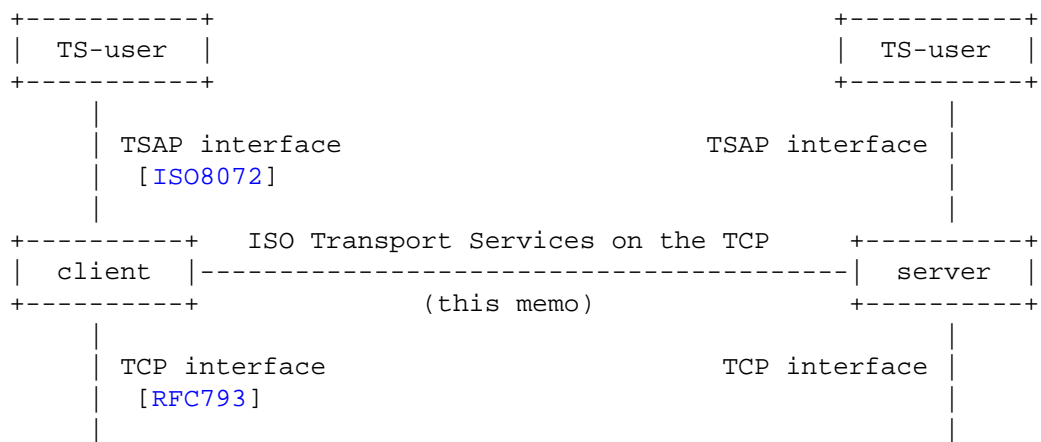 TS-user TS-user
TSAP interface TSAP interface
[ISO8072]
ISO Transport Services on the TCP
client server
(this memo)
TCP interface TCP interface
[RFC793]